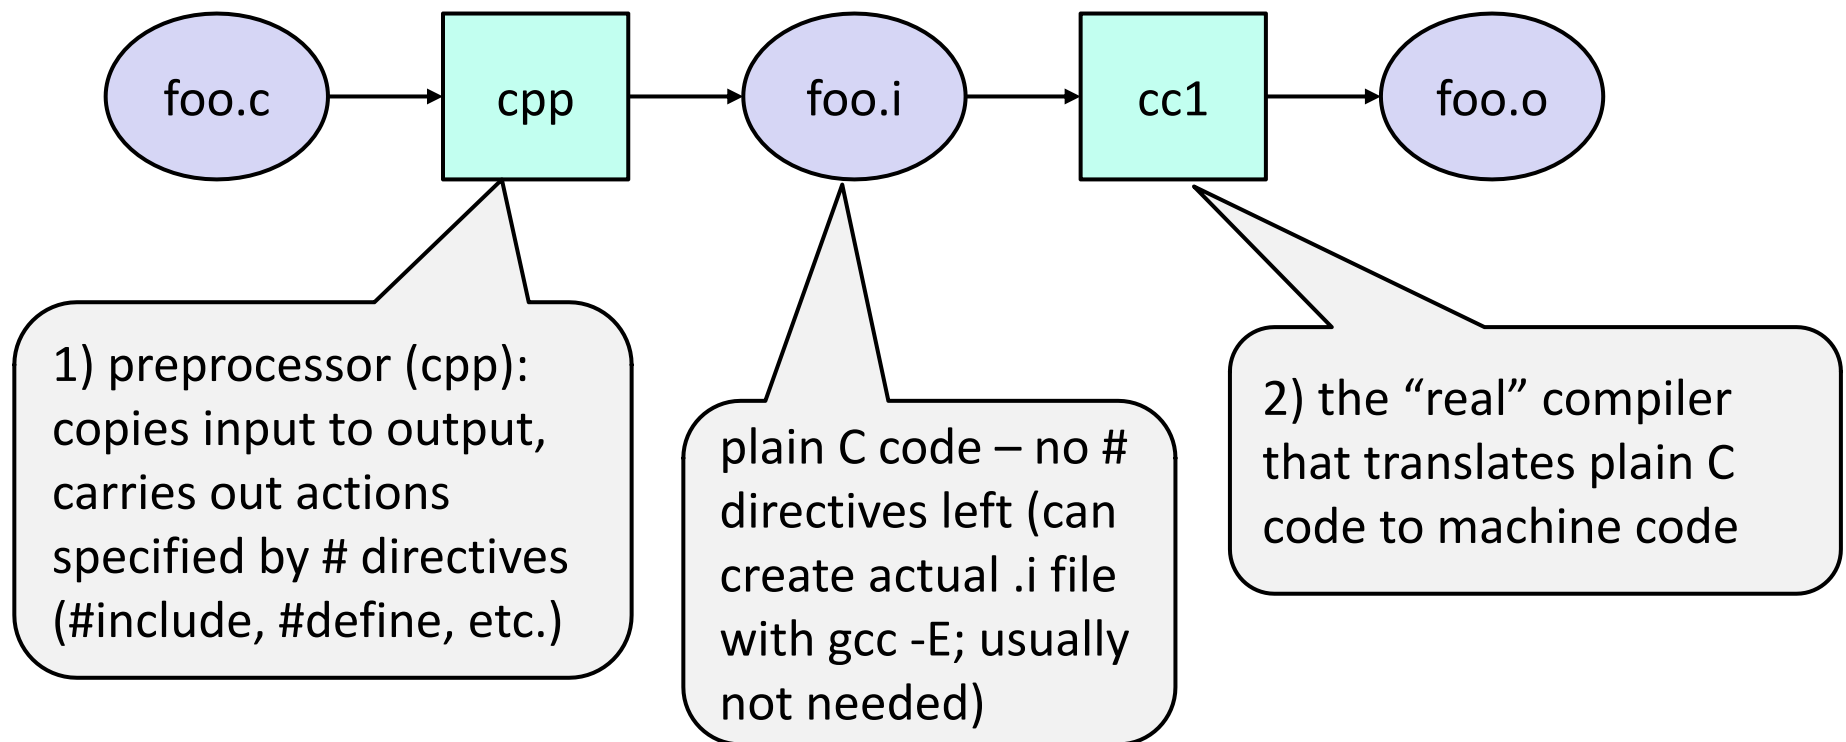 foo.c
cpp
foo.i
cc1
foo.o
1) preprocessor (cpp):
copies input to output,
carries out actions
specified by # directives
(#include, #define, etc.)
plain C code – no #
directives left (can
create actual .i file
with gcc -E; usually
not needed)
2) the “real” compiler
that translates plain C
code to machine code